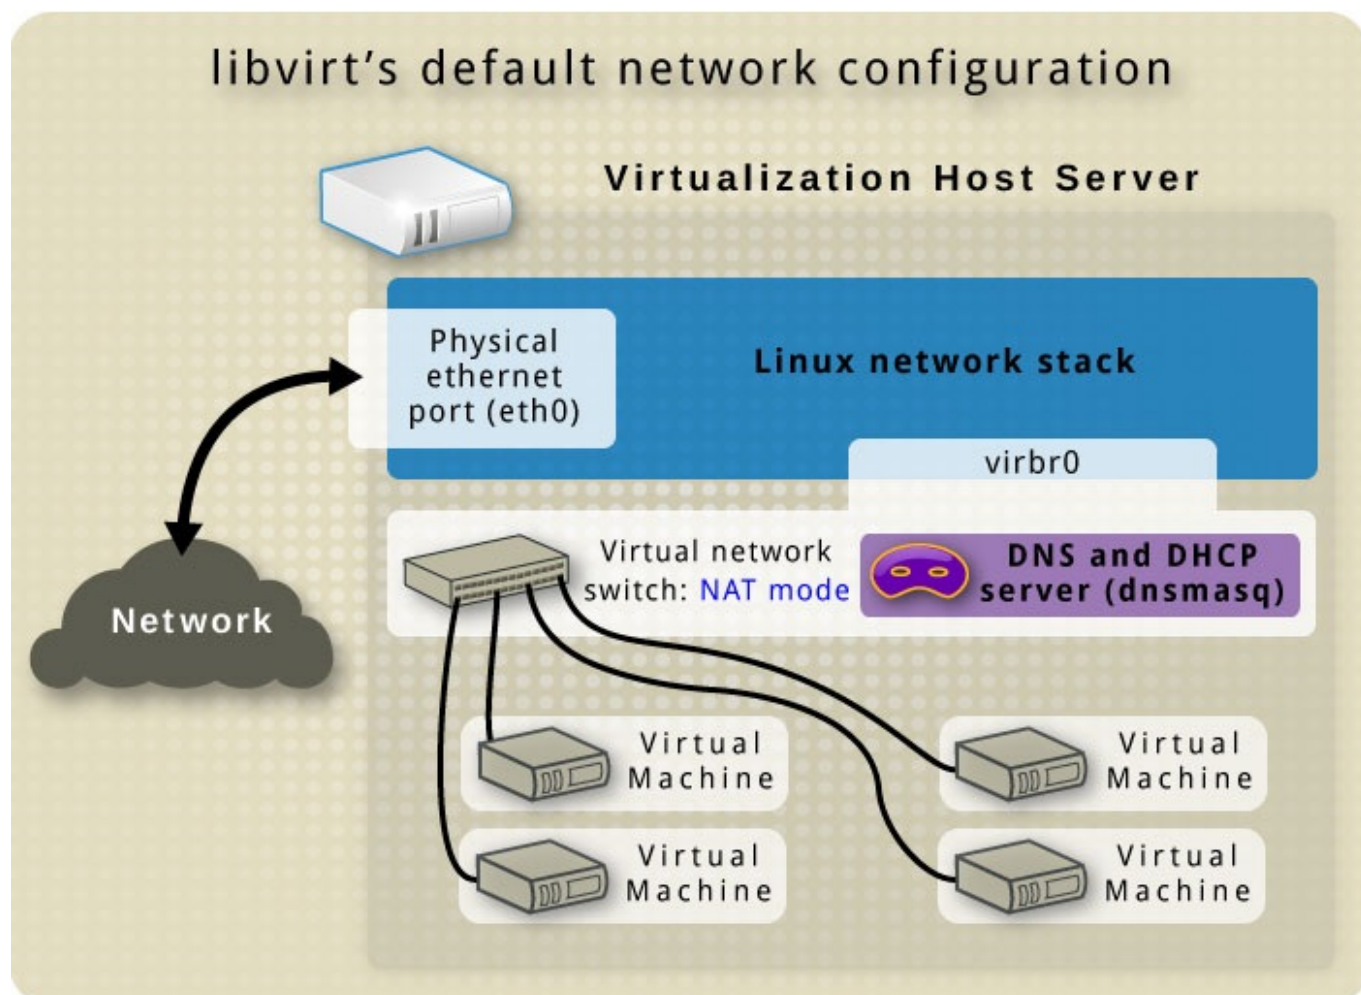 libvirt’s default network configuration
Virtualization Host Server
Physical
ethernet
port (eth0)
Linux network stack
virbr0
Virtual network
switch: NAT mode
DNS and DHCP
server (dnsmasq)
Network
Virtual
Machine
Virtual
Machine
Virtual
Machine
Virtual
Machine